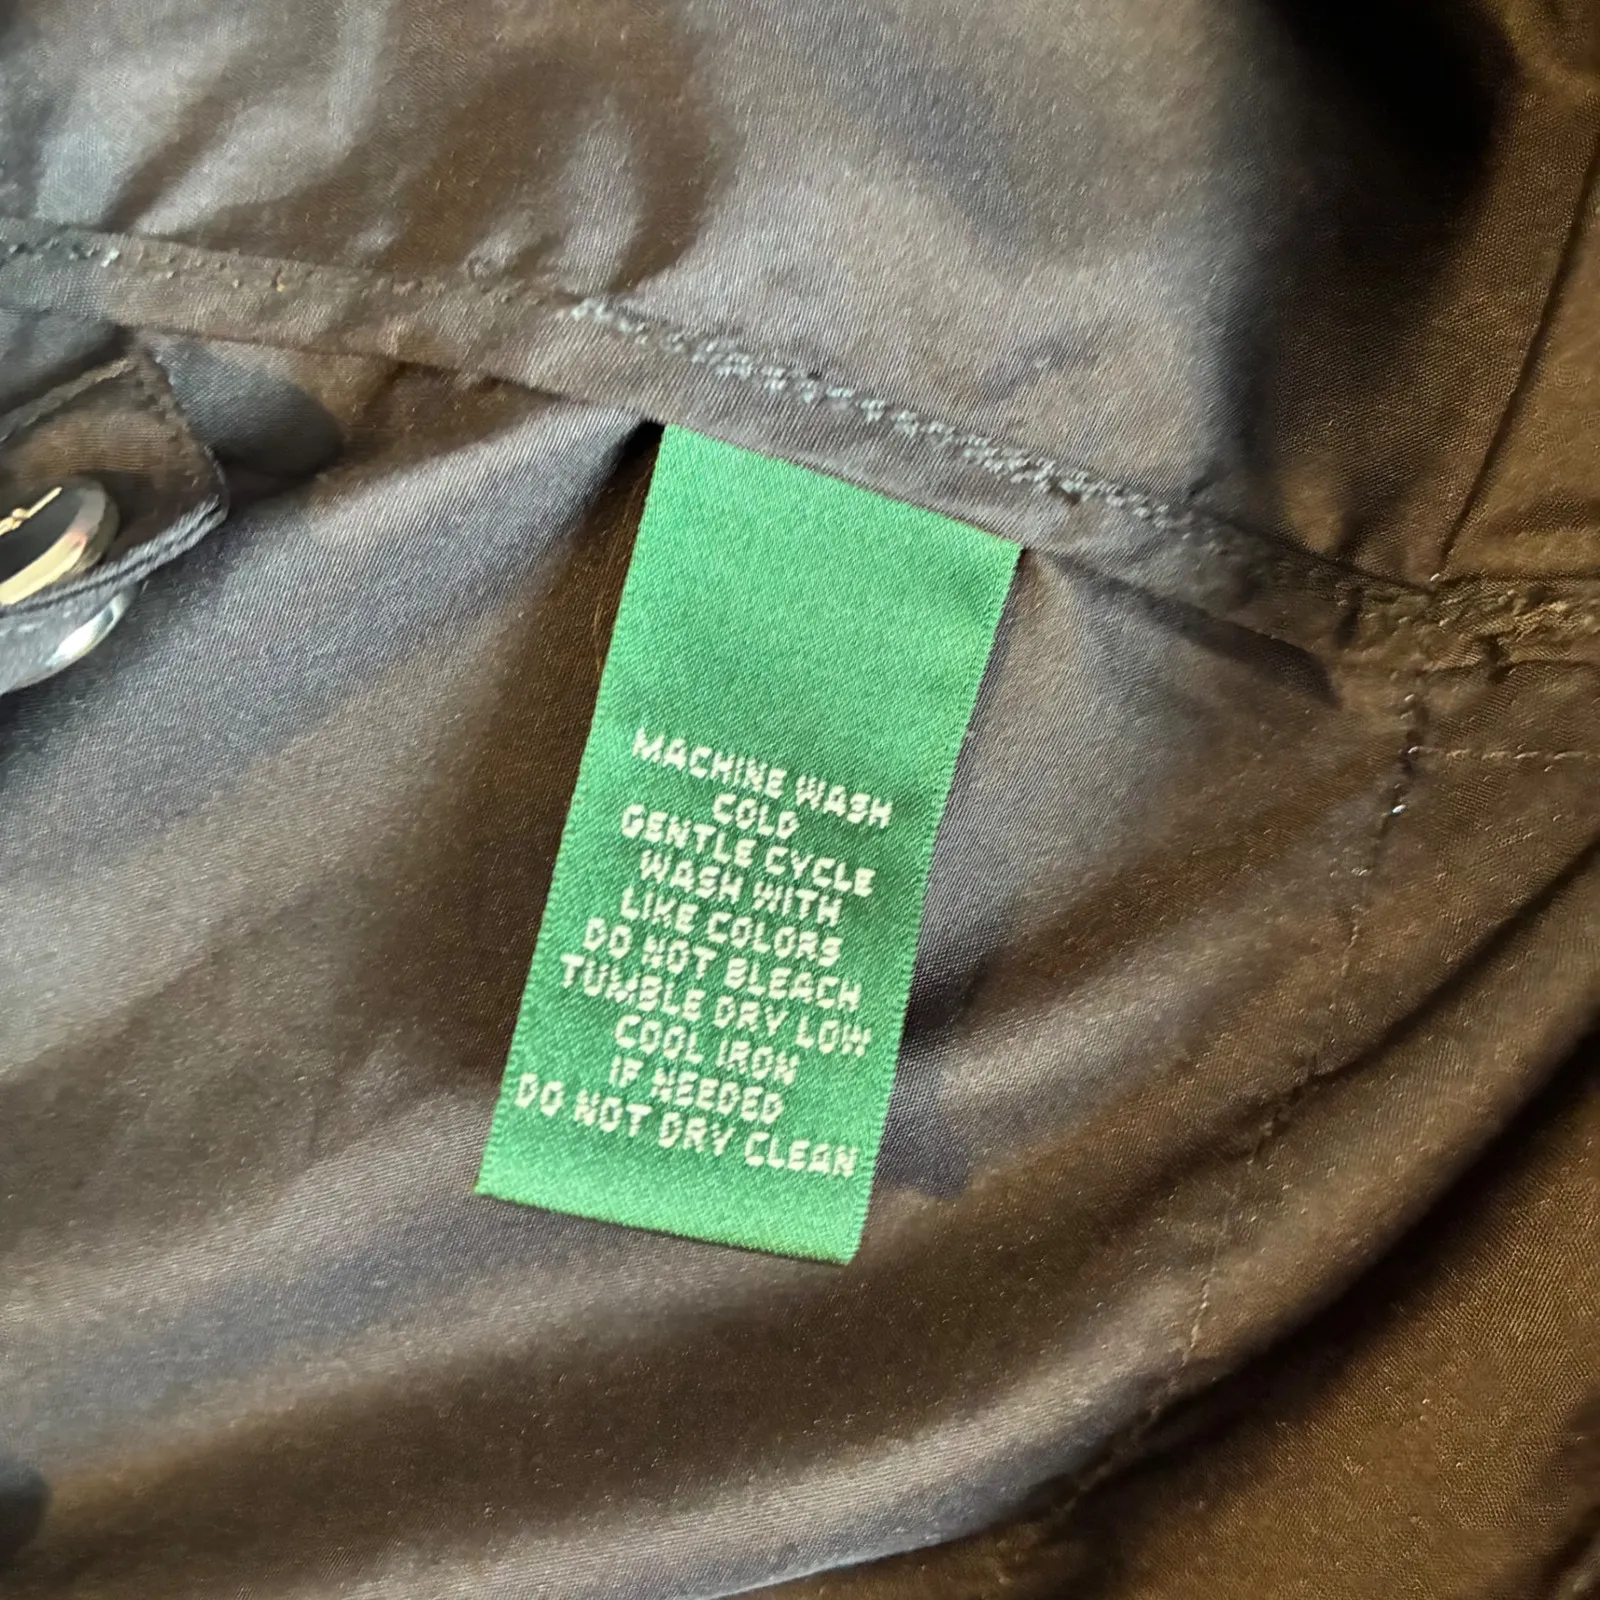 MACHINE WASH
COLD
GENTLE CYCLE
WASH WITH
LIKE COLORS
DO NOT BLEACH
TUMBLE DRY LOW
COOL IRON
IF NEEDED
DO NOT DRY CLEAN